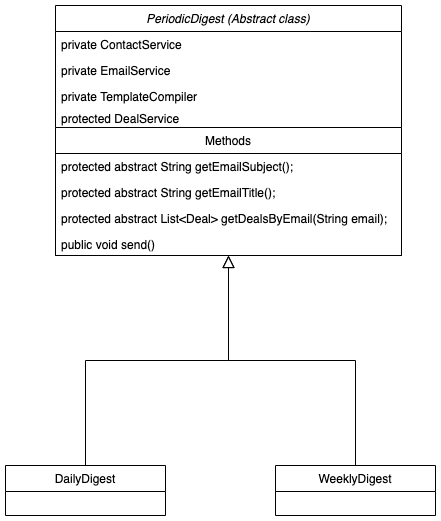 PeriodicDigest (Abstract class)
private ContactService
private EmailService
private TemplateCompiler
protected DealService
Methods
protected abstract String getEmailSubject();
protected abstract String getEmailTitle();
protected abstract List<Deal> getDealsByEmail(String email);
public void send()
DailyDigest
WeeklyDigest